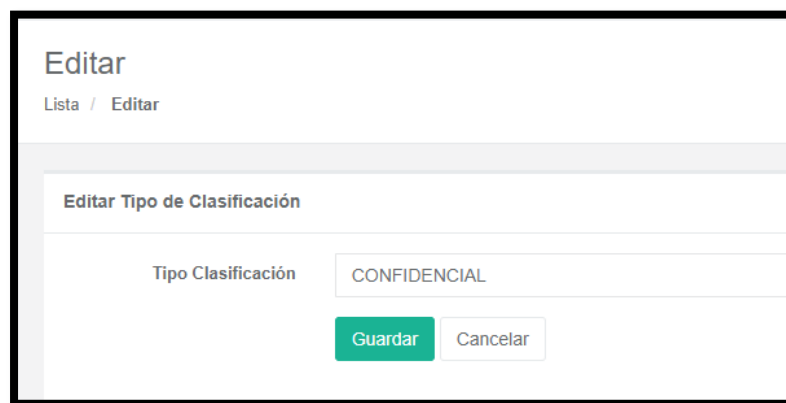 Editar
Lista / Editar
Editar Tipo de Clasificación
Tipo Clasificación CONFIDENCIAL
Guardar Cancelar